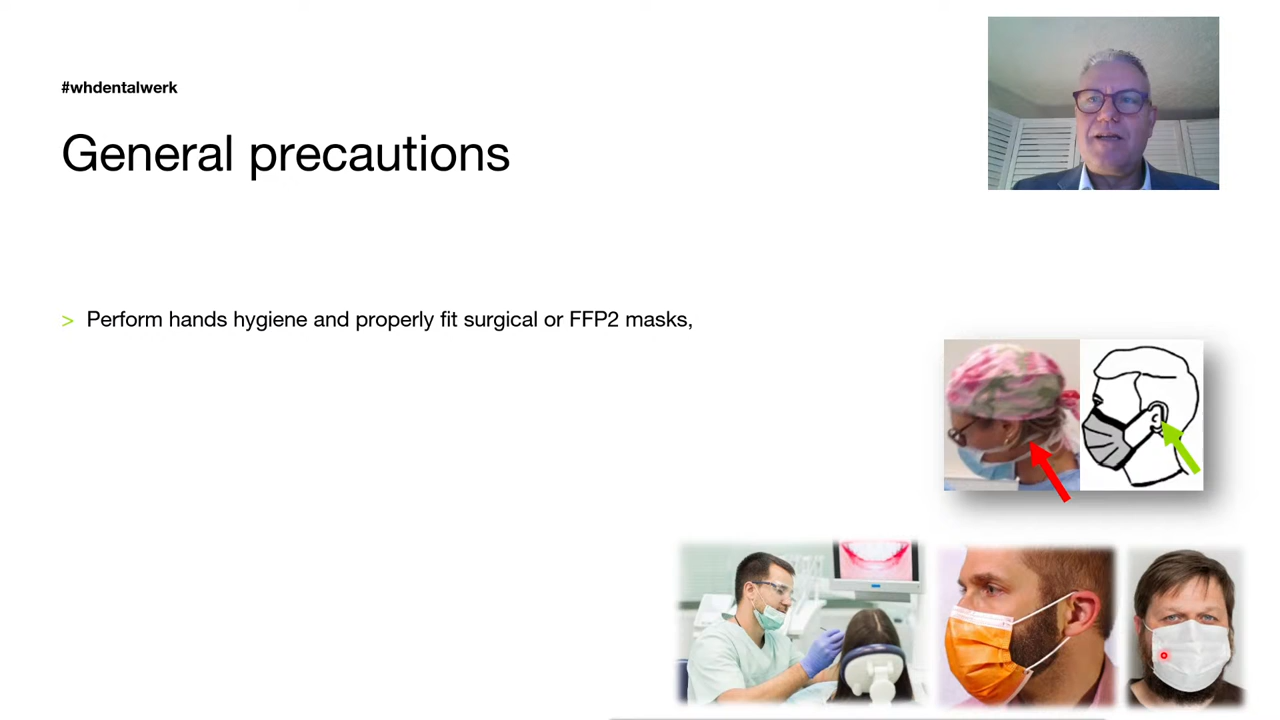 #whdentalwerk
General precautions
> Perform hands hygiene and properly fit surgical or FFP2 masks,